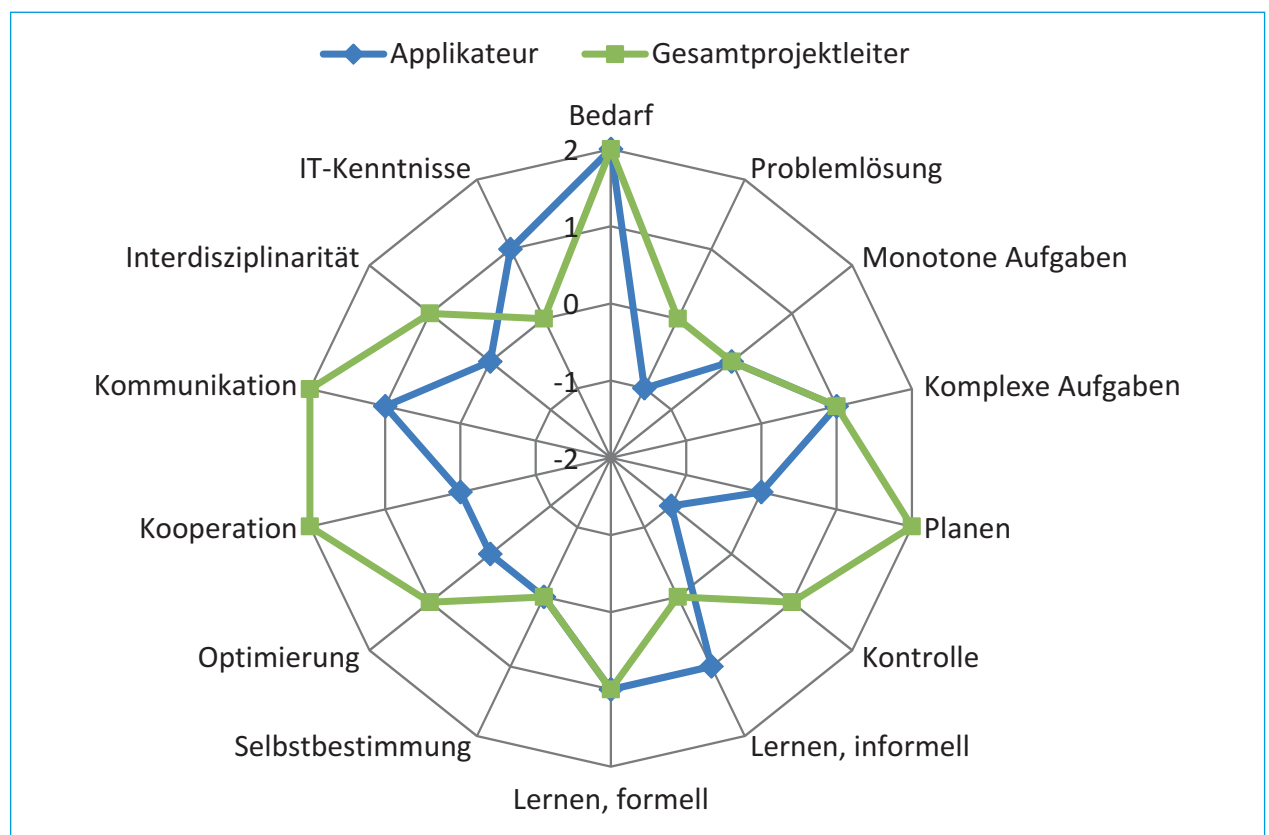 Applikateur Gesamtprojektleiter
Bedarf
Problemlösung
Monotone Aufgaben
Komplexe Aufgaben
Planen
Kontrolle
Lernen, informell
Lernen, formell
Selbstbestimmung
Optimierung
Kooperation
Kommunikation
Interdisziplinarität
IT-Kenntnisse
2
1
0
-1
-2